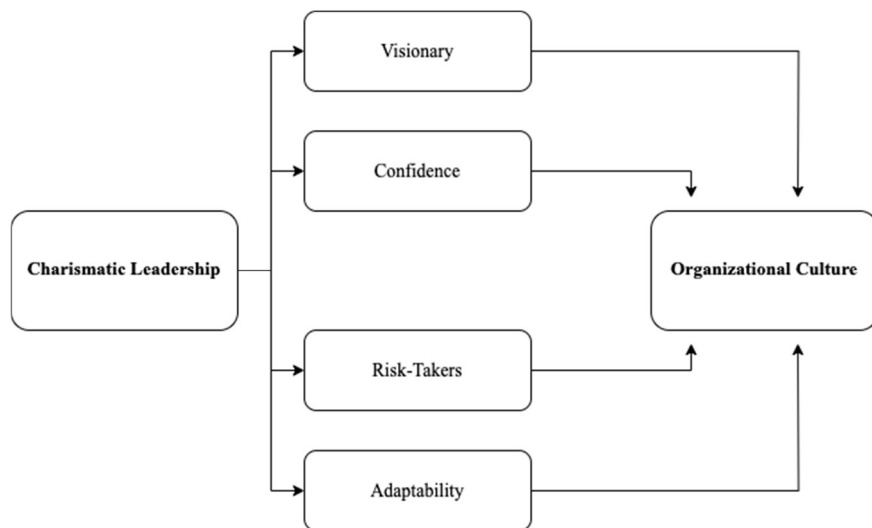 Visionary
Confidence
Charismatic Leadership
Organizational Culture
Risk-Takers
Adaptability